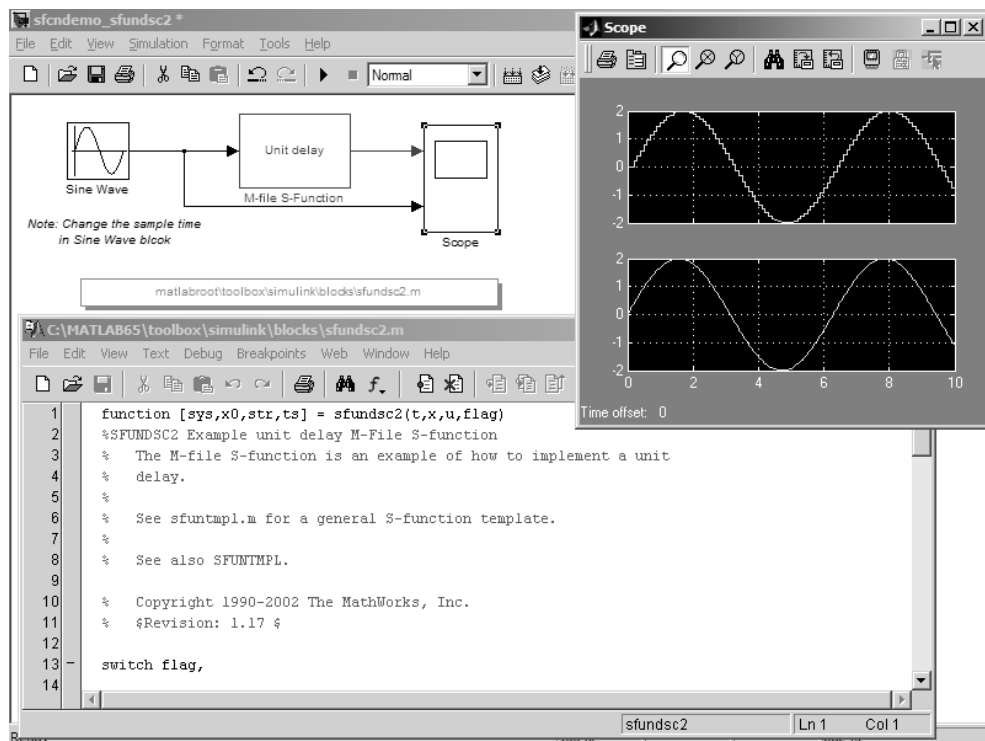 sfcndemo_sfundsc2 *
File Edit View Simulation Format Tools Help
Normal
Sine Wave
Unit delay
M-file S-Function
Scope
Note: Change the sample time
in Sine Wave blcok
matlabroot\toolbox\simulink\blocks\sfundsc2.m
Scope
2
1
0
-1
-2
2
1
0
-1
-2
0 2 4 6 8 10
Time offset: 0
C:\MATLAB65\toolbox\simulink\blocks\sfundsc2.m
File Edit View Text Debug Breakpoints Web Window Help
1 function [sys,x0,str,ts] = sfundsc2(t,x,u,flag)
2 %SFUNDSC2 Example unit delay M-File S-function
3 % The M-file S-function is an example of how to implement a unit
4 % delay.
5 %
6 % See sfuntmpl.m for a general S-function template.
7 %
8 % See also SFUNTMPL.
9
10 % Copyright 1990-2002 The MathWorks, Inc.
11 % $Revision: 1.17 $
12
13 – switch flag,
14
sfundsc2 Ln 1 Col 1